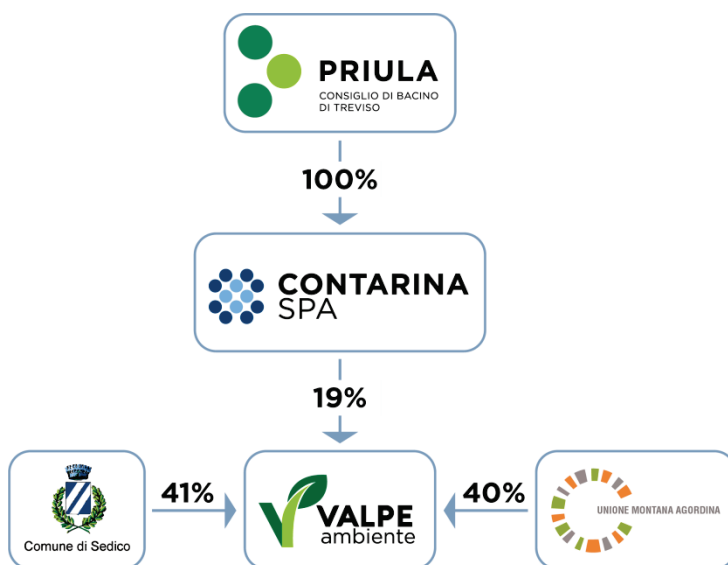 PRIULA
CONSIGLIO DI BACINO
DI TREVISO
100%
CONTARINA
SPA
19%
Comune di Sedico
41%
VALPE
ambiente
40%
UNIONE MONTANA AGORDINA